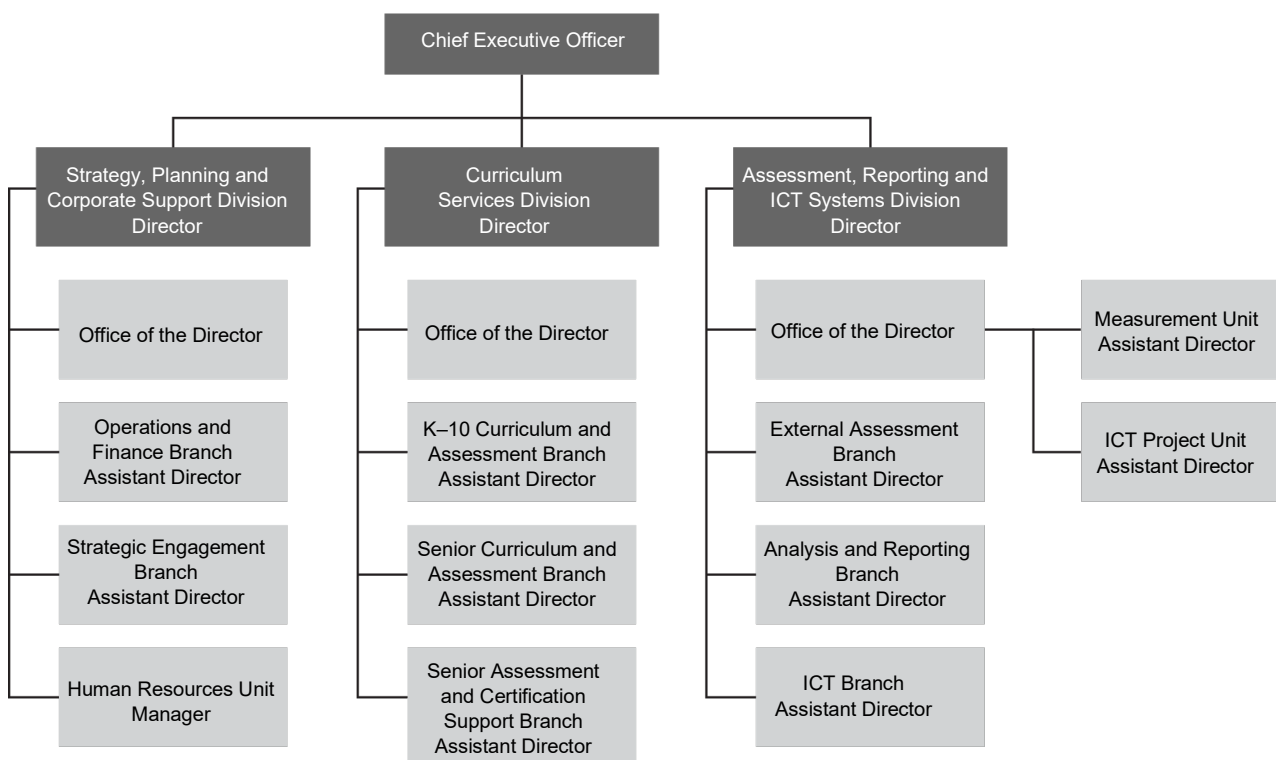 Chief Executive Officer
Strategy, Planning and
Corporate Support Division
Director
Curriculum
Services Division
Director
Assessment, Reporting and
ICT Systems Division
Director
Office of the Director
Operations and
Finance Branch
Assistant Director
Strategic Engagement
Branch
Assistant Director
Human Resources Unit
Manager
Office of the Director
K–10 Curriculum and
Assessment Branch
Assistant Director
Senior Curriculum and
Assessment Branch
Assistant Director
Senior Assessment
and Certification
Support Branch
Assistant Director
Office of the Director
External Assessment
Branch
Assistant Director
Analysis and Reporting
Branch
Assistant Director
ICT Branch
Assistant Director
Measurement Unit
Assistant Director
ICT Project Unit
Assistant Director